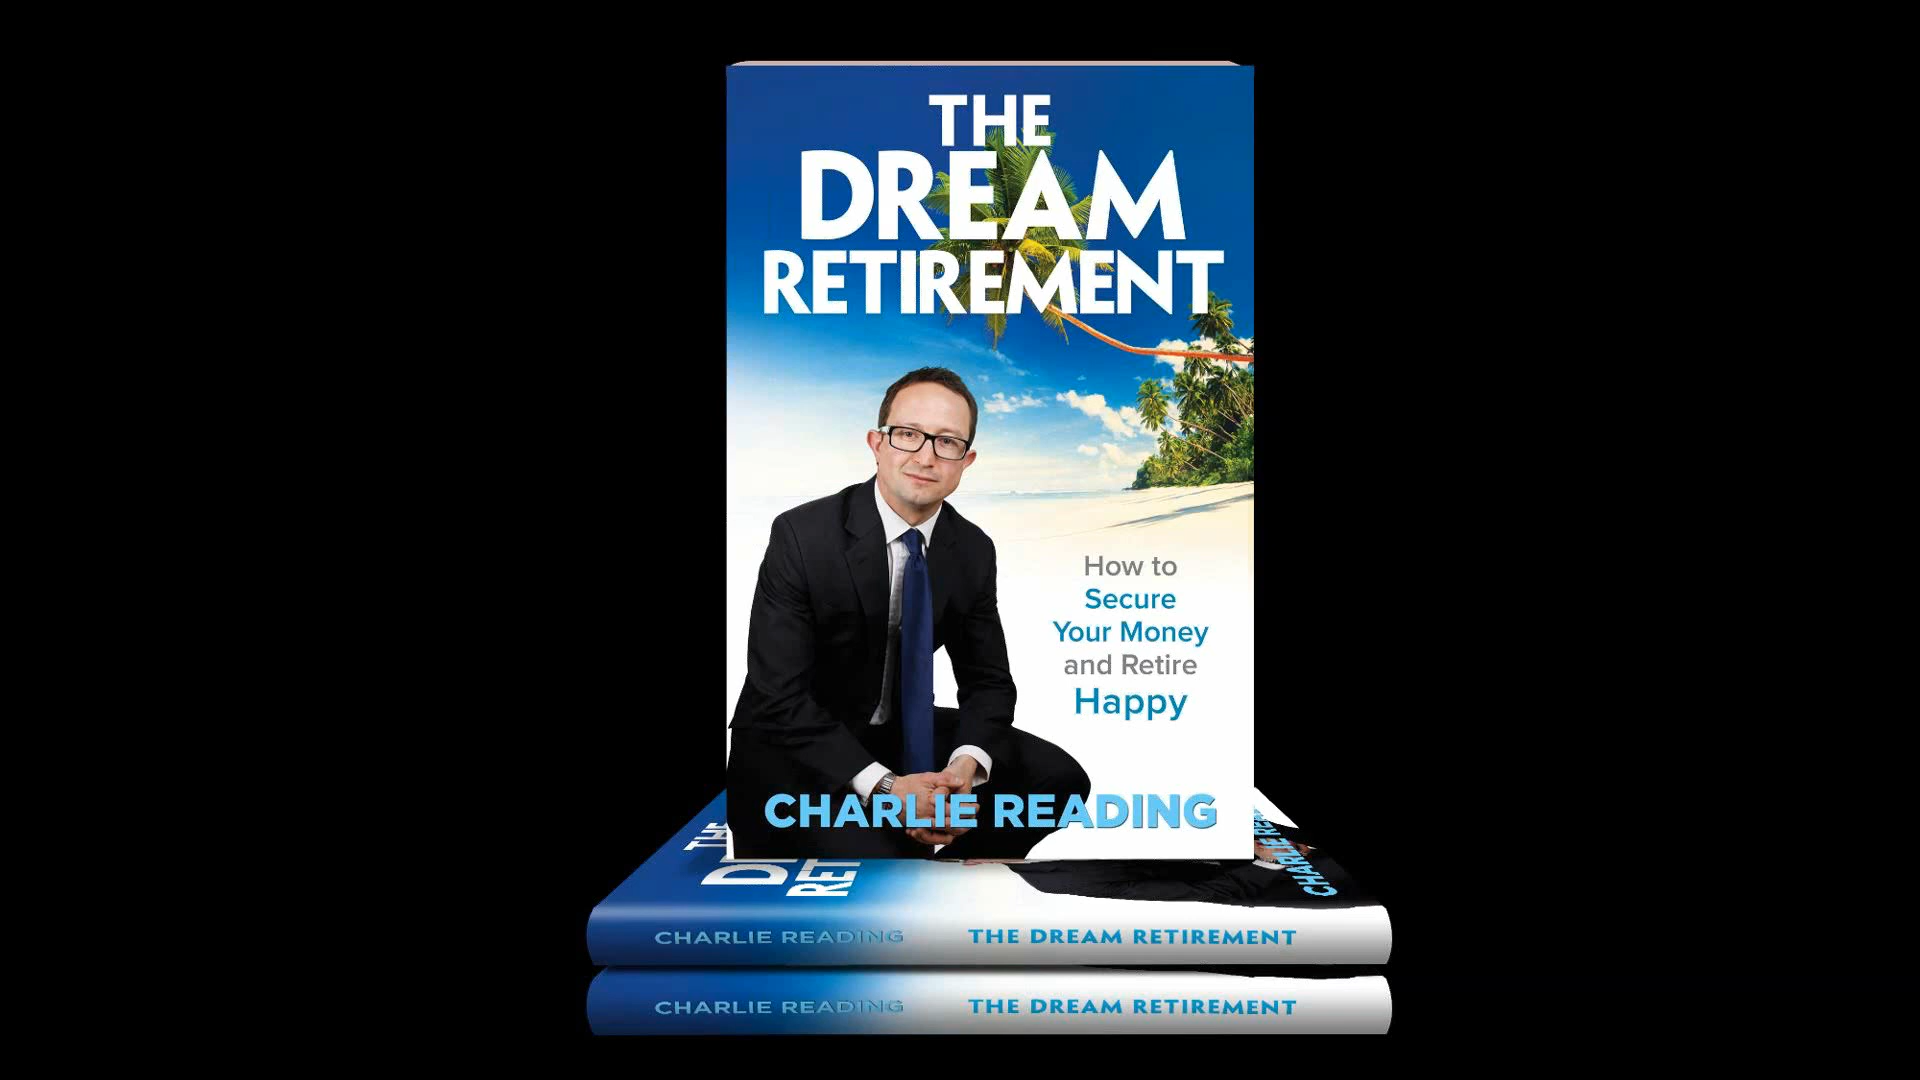 THE
DREAM
RETIREMENT
How to
Secure
Your Money
and Retire
Happy
CHARLIE READING
THE
CHARLIE READING THE DREAM RETIREMENT
CHARLIE READING THE DREAM RETIREMENT